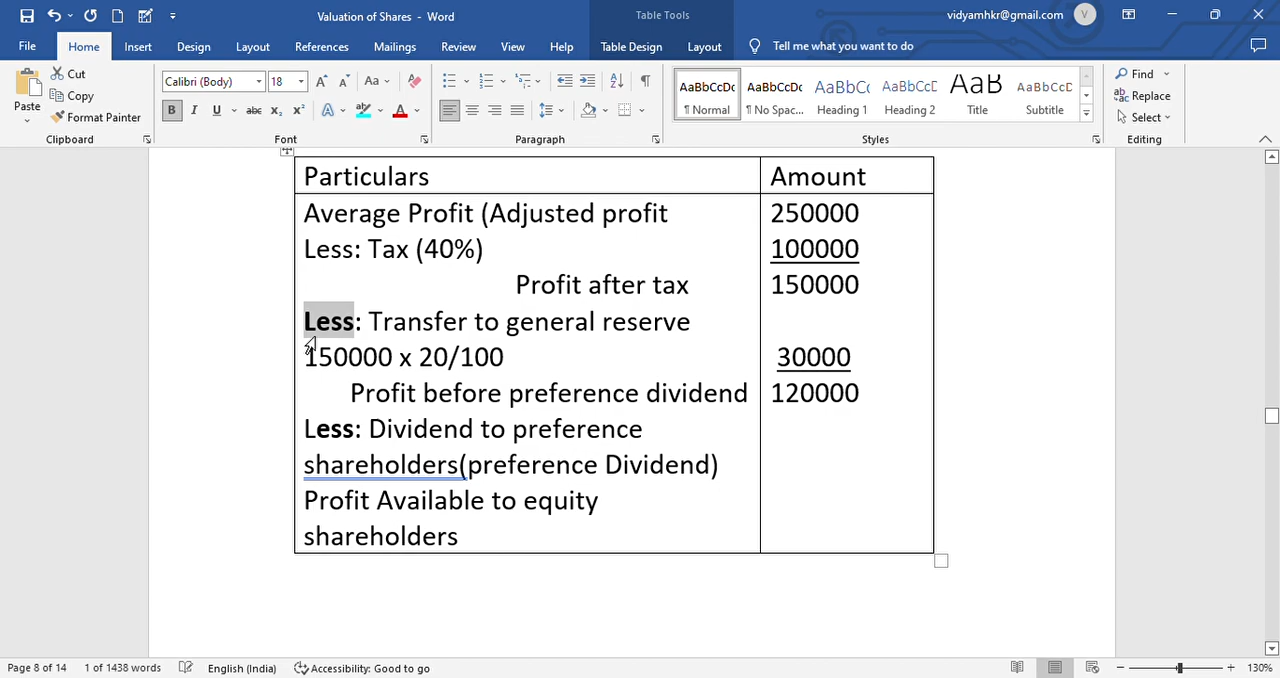 Valuation of Shares - Word
Table Tools
vidyamhkr@gmail.com
V
File
Home
Insert
Design
Layout
References
Mailings
Review
View
Help
Table Design
Layout
Tell me what you want to do
Paste
Cut
Copy
Format Painter
Clipboard
Calibri (Body)
18
Font
Paragraph
AaBbCcDc
¶ Normal
AaBbCcDc
¶ No Spac...
AaBbCc
Heading 1
AaBbCcD
Heading 2
AaB
Title
AaBbCcD
Subtitle
Styles
Find
Replace
Select
Editing
Particulars Amount
Average Profit (Adjusted profit 250000
Less: Tax (40%) 100000
Profit after tax 150000
Less: Transfer to general reserve
150000 x 20/100 30000
Profit before preference dividend 120000
Less: Dividend to preference
shareholders(preference Dividend)
Profit Available to equity
shareholders
Page 8 of 14 1 of 1438 words English (India) Accessibility: Good to go 130%